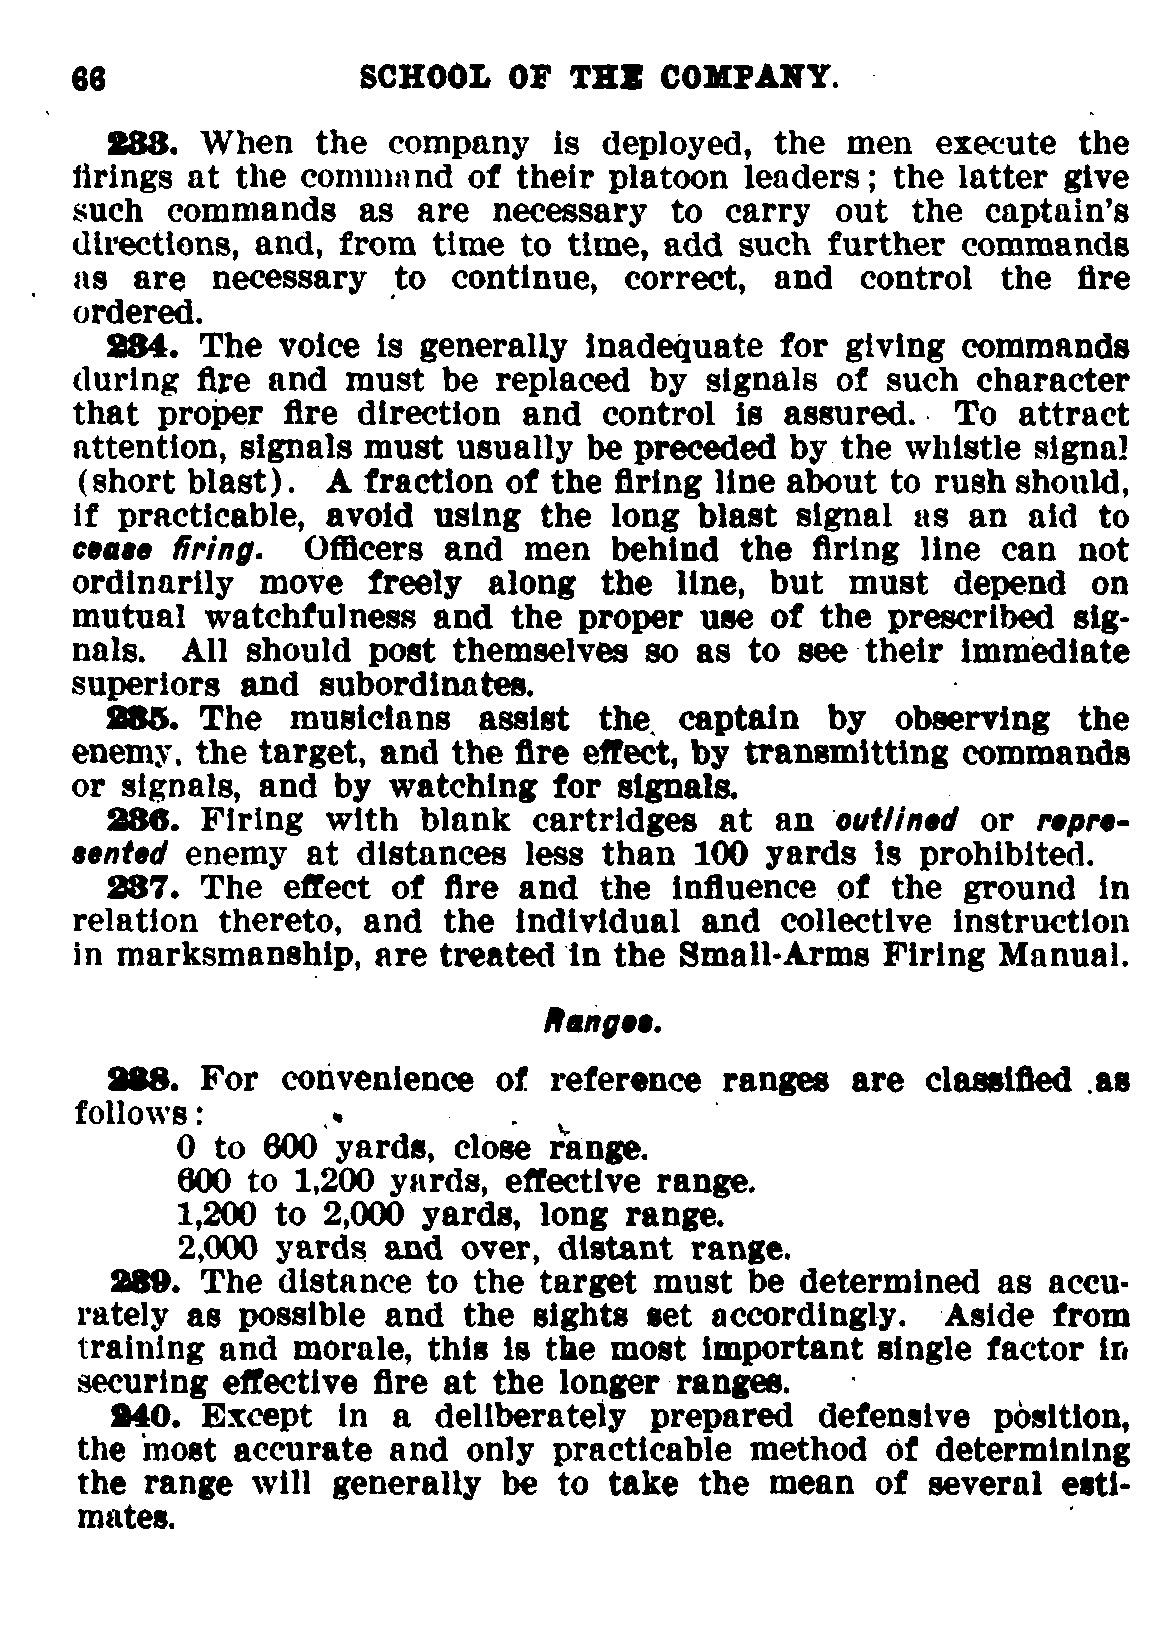 66 SCHOOL OF THE COMPANY.
233. When the company is deployed, the men execute the
firings at the command of their platoon leaders; the latter give
such commands as are necessary to carry out the captain's
directions, and, from time to time, add such further commands
as are necessary to continue, correct, and control the fire
ordered.
234. The voice is generally inadequate for giving commands
during fire and must be replaced by signals of such character
that proper fire direction and control is assured. To attract
attention, signals must usually be preceded by the whistle signal
(short blast). A fraction of the firing line about to rush should,
if practicable, avoid using the long blast signal as an aid to
cease firing. Officers and men behind the firing line can not
ordinarily move freely along the line, but must depend on
mutual watchfulness and the proper use of the prescribed sig-
nals. All should post themselves so as to see their immediate
superiors and subordinates.
235. The musicians assist the captain by observing the
enemy, the target, and the fire effect, by transmitting commands
or signals, and by watching for signals.
236. Firing with blank cartridges at an outlined or repre-
sented enemy at distances less than 100 yards is prohibited.
237. The effect of fire and the influence of the ground in
relation thereto, and the individual and collective instruction
in marksmanship, are treated in the Small-Arms Firing Manual.
Ranges.
238. For convenience of reference ranges are classified as
follows:
0 to 600 yards, close range.
600 to 1,200 yards, effective range.
1,200 to 2,000 yards, long range.
2,000 yards and over, distant range.
239. The distance to the target must be determined as accu-
rately as possible and the sights set accordingly. Aside from
training and morale, this is the most important single factor in
securing effective fire at the longer ranges.
240. Except in a deliberately prepared defensive position,
the most accurate and only practicable method of determining
the range will generally be to take the mean of several esti-
mates.